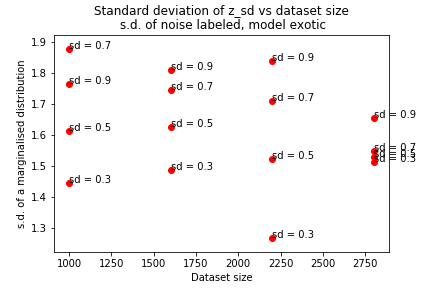 Standard deviation of z_sd vs dataset size
s.d. of noise labeled, model exotic
s.d. of a marginalised distribution
1.9
1.8
1.7
1.6
1.5
1.4
1.3
sd = 0.7
sd = 0.9
sd = 0.5
sd = 0.3
sd = 0.9
sd = 0.7
sd = 0.5
sd = 0.3
sd = 0.9
sd = 0.7
sd = 0.5
sd = 0.3
sd = 0.9
sd = 0.7
sd = 0.5
sd = 0.3
1000 1250 1500 1750 2000 2250 2500 2750
Dataset size